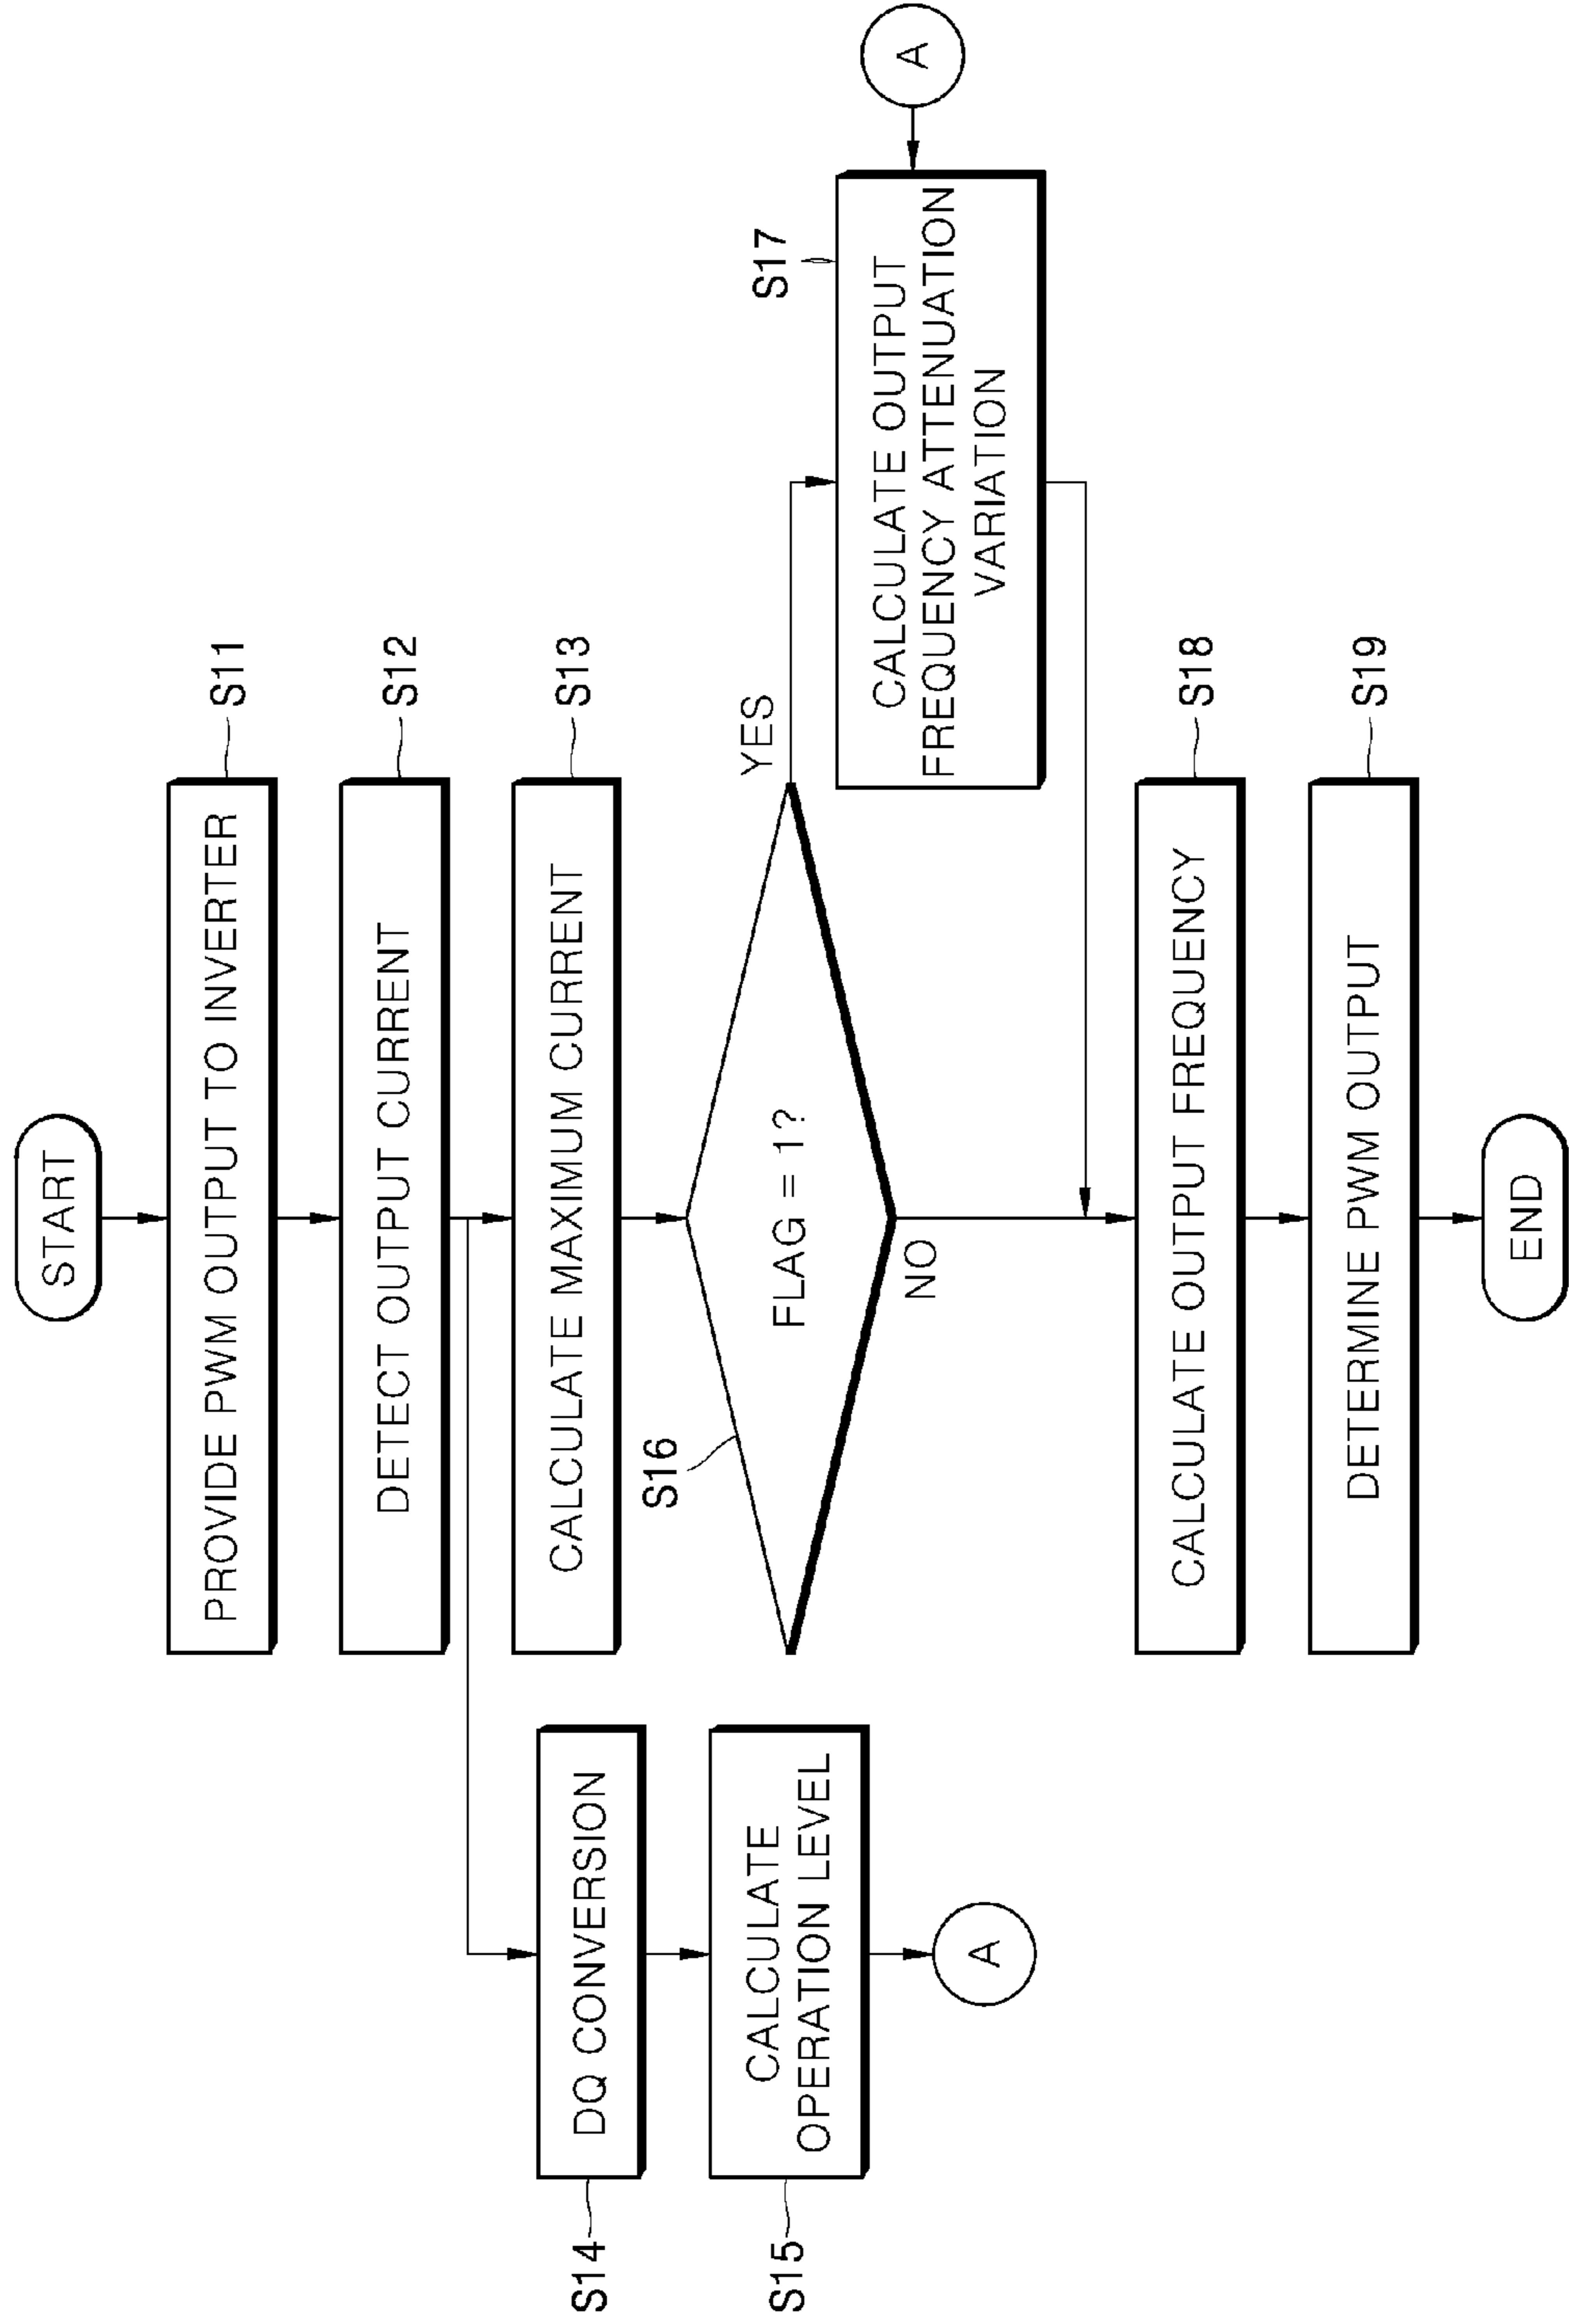 START
PROVIDE PWM OUTPUT TO INVERTER
S11
DETECT OUTPUT CURRENT
S12
CALCULATE MAXIMUM CURRENT
S13
S14
DQ CONVERSION
S15
CALCULATE
OPERATION LEVEL
A
S16
FLAG = 1?
YES
NO
A
S17
CALCULATE OUTPUT
FREQUENCY ATTENUATION
VARIATION
CALCULATE OUTPUT FREQUENCY
S18
DETERMINE PWM OUTPUT
S19
END